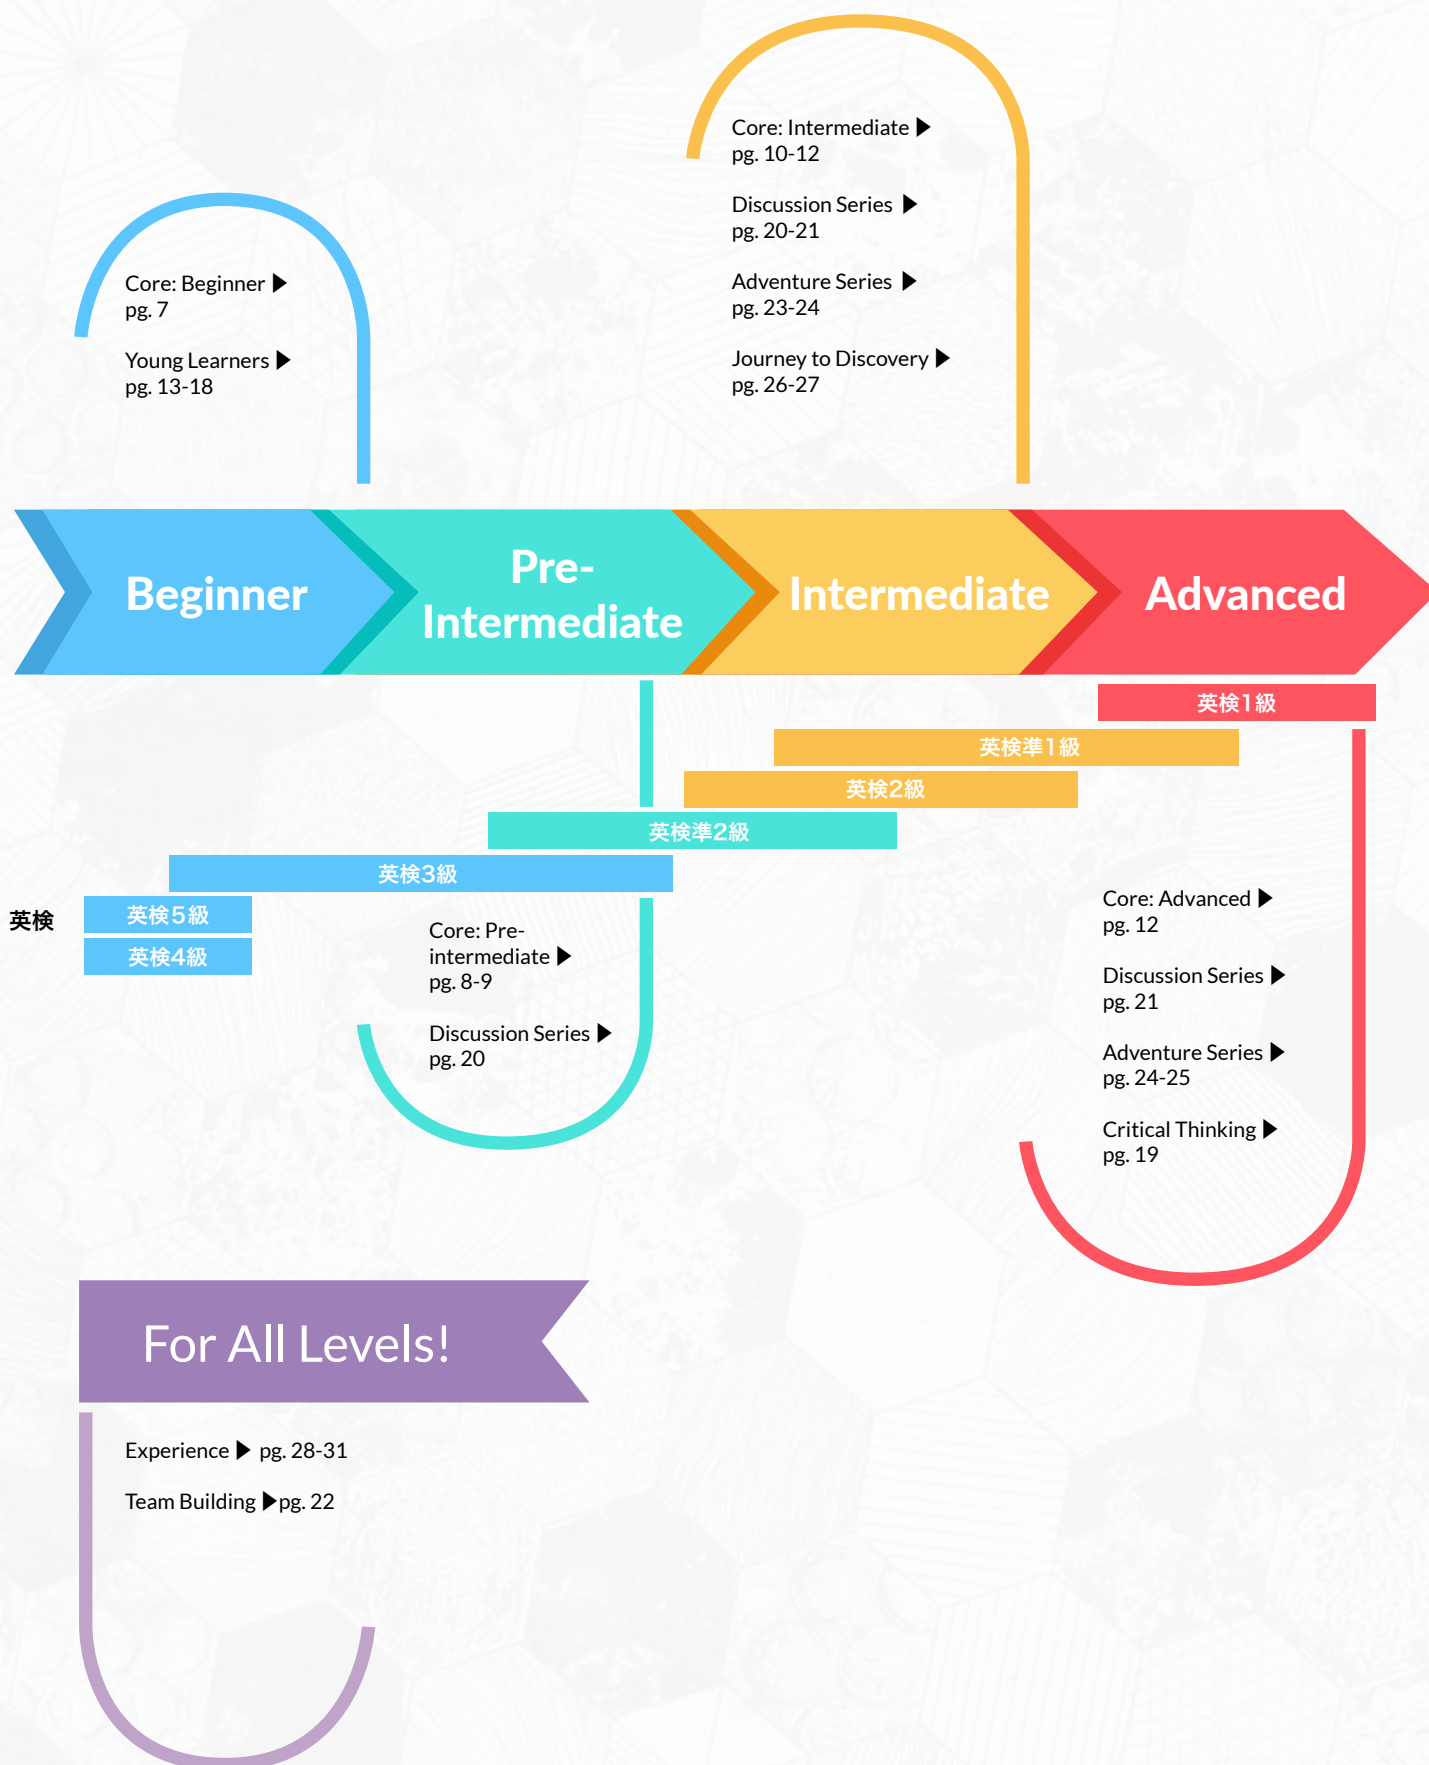 Core: Intermediate ▶
pg. 10-12
Discussion Series ▶
pg. 20-21
Adventure Series ▶
pg. 23-24
Journey to Discovery ▶
pg. 26-27
Core: Beginner ▶
pg. 7
Young Learners ▶
pg. 13-18
Beginner
Pre-
Intermediate
Intermediate
Advanced
英検1級
英検準1級
英検2級
英検準2級
英検3級
英検
英検5級
英検4級
Core: Pre-
intermediate ▶
pg. 8-9
Discussion Series ▶
pg. 20
Core: Advanced ▶
pg. 12
Discussion Series ▶
pg. 21
Adventure Series ▶
pg. 24-25
Critical Thinking ▶
pg. 19
For All Levels!
Experience ▶ pg. 28-31
Team Building ▶pg. 22